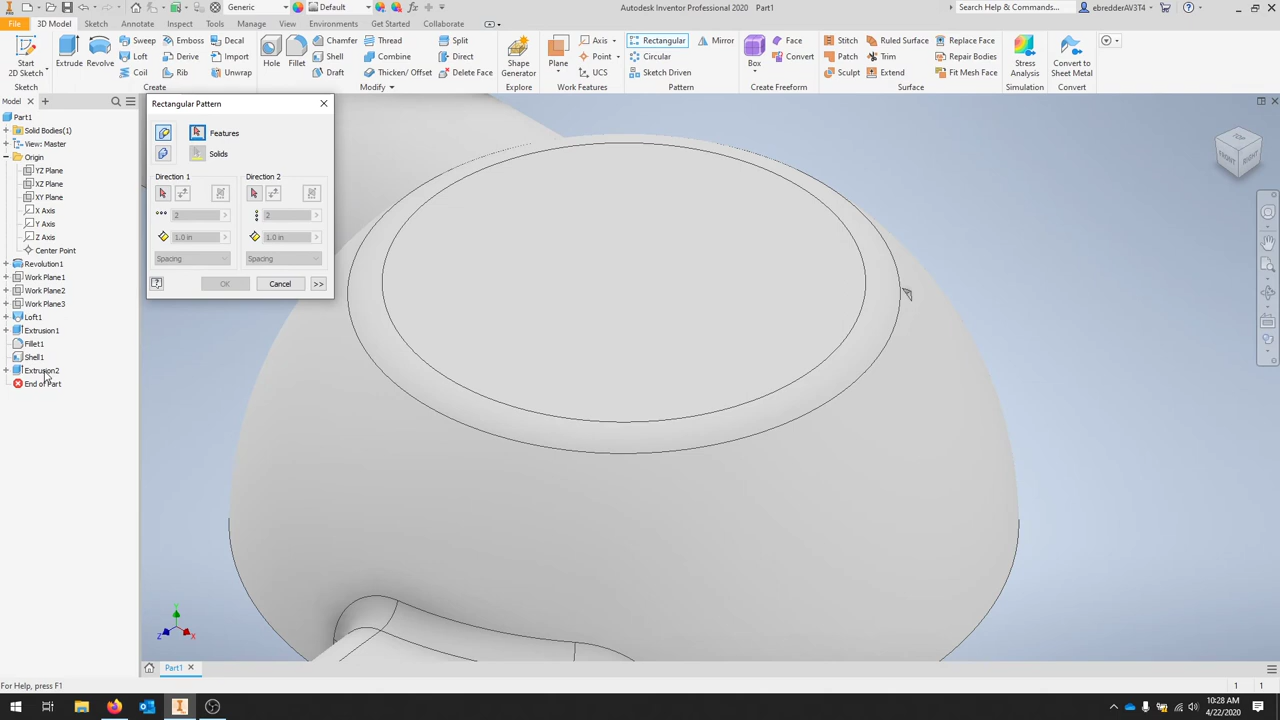 Generic
Default
Autodesk Inventor Professional 2020   Part1
Search Help & Commands...
ebredderAV3T4
File
3D Model
Sketch
Annotate
Inspect
Tools
Manage
View
Environments
Get Started
Collaborate
Start
2D Sketch
Sketch
Extrude
Revolve
Sweep
Emboss
Decal
Loft
Derive
Import
Coil
Rib
Unwrap
Create
Hole
Fillet
Chamfer
Thread
Split
Shell
Combine
Direct
Draft
Thicken/ Offset
Delete Face
Modify
Shape
Generator
Explore
Plane
Axis
Point
UCS
Work Features
Rectangular
Mirror
Circular
Sketch Driven
Pattern
Box
Face
Convert
Create Freeform
Stitch
Ruled Surface
Replace Face
Patch
Trim
Repair Bodies
Sculpt
Extend
Fit Mesh Face
Surface
Stress
Analysis
Simulation
Convert to
Sheet Metal
Convert
Model
Part1
Solid Bodies(1)
View: Master
Origin
YZ Plane
XZ Plane
XY Plane
X Axis
Y Axis
Z Axis
Center Point
Revolution1
Work Plane1
Work Plane2
Work Plane3
Loft1
Extrusion1
Fillet1
Shell1
Extrusion2
End of Part
Rectangular Pattern
Features
Solids
Direction 1
Direction 2
2
2
1.0 in
1.0 in
Spacing
Spacing
OK
Cancel
>>
TOP
FRONT
RIGHT
Y
Z
X
Part1
For Help, press F1
1
1
10:28 AM
4/22/2020